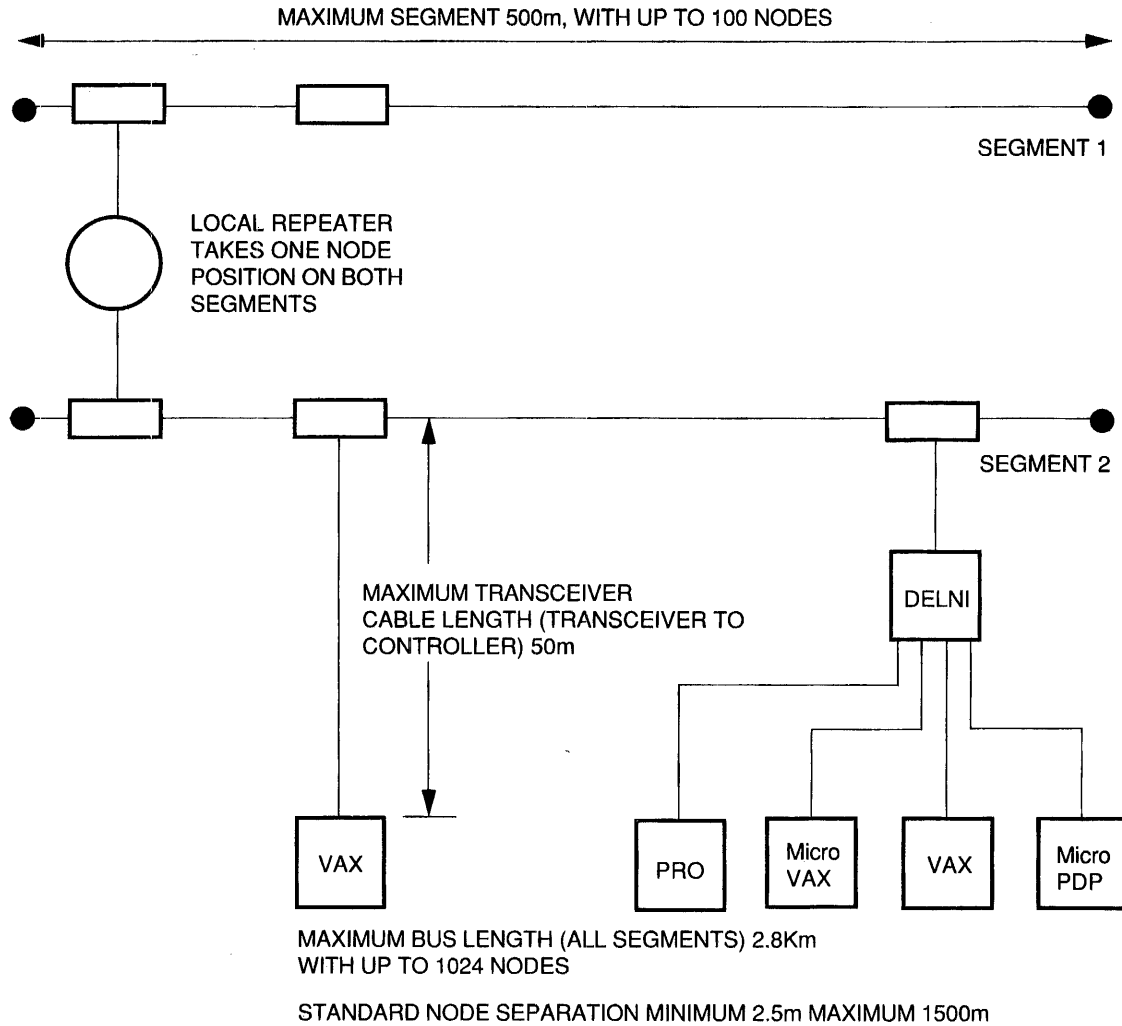 MAXIMUM SEGMENT 500m, WITH UP TO 100 NODES
SEGMENT 1
LOCAL REPEATER
TAKES ONE NODE
POSITION ON BOTH
SEGMENTS
SEGMENT 2
MAXIMUM TRANSCEIVER
CABLE LENGTH (TRANSCEIVER TO
CONTROLLER) 50m
DELNI
VAX
PRO
Micro
VAX
VAX
Micro
PDP
MAXIMUM BUS LENGTH (ALL SEGMENTS) 2.8Km
WITH UP TO 1024 NODES
STANDARD NODE SEPARATION MINIMUM 2.5m MAXIMUM 1500m